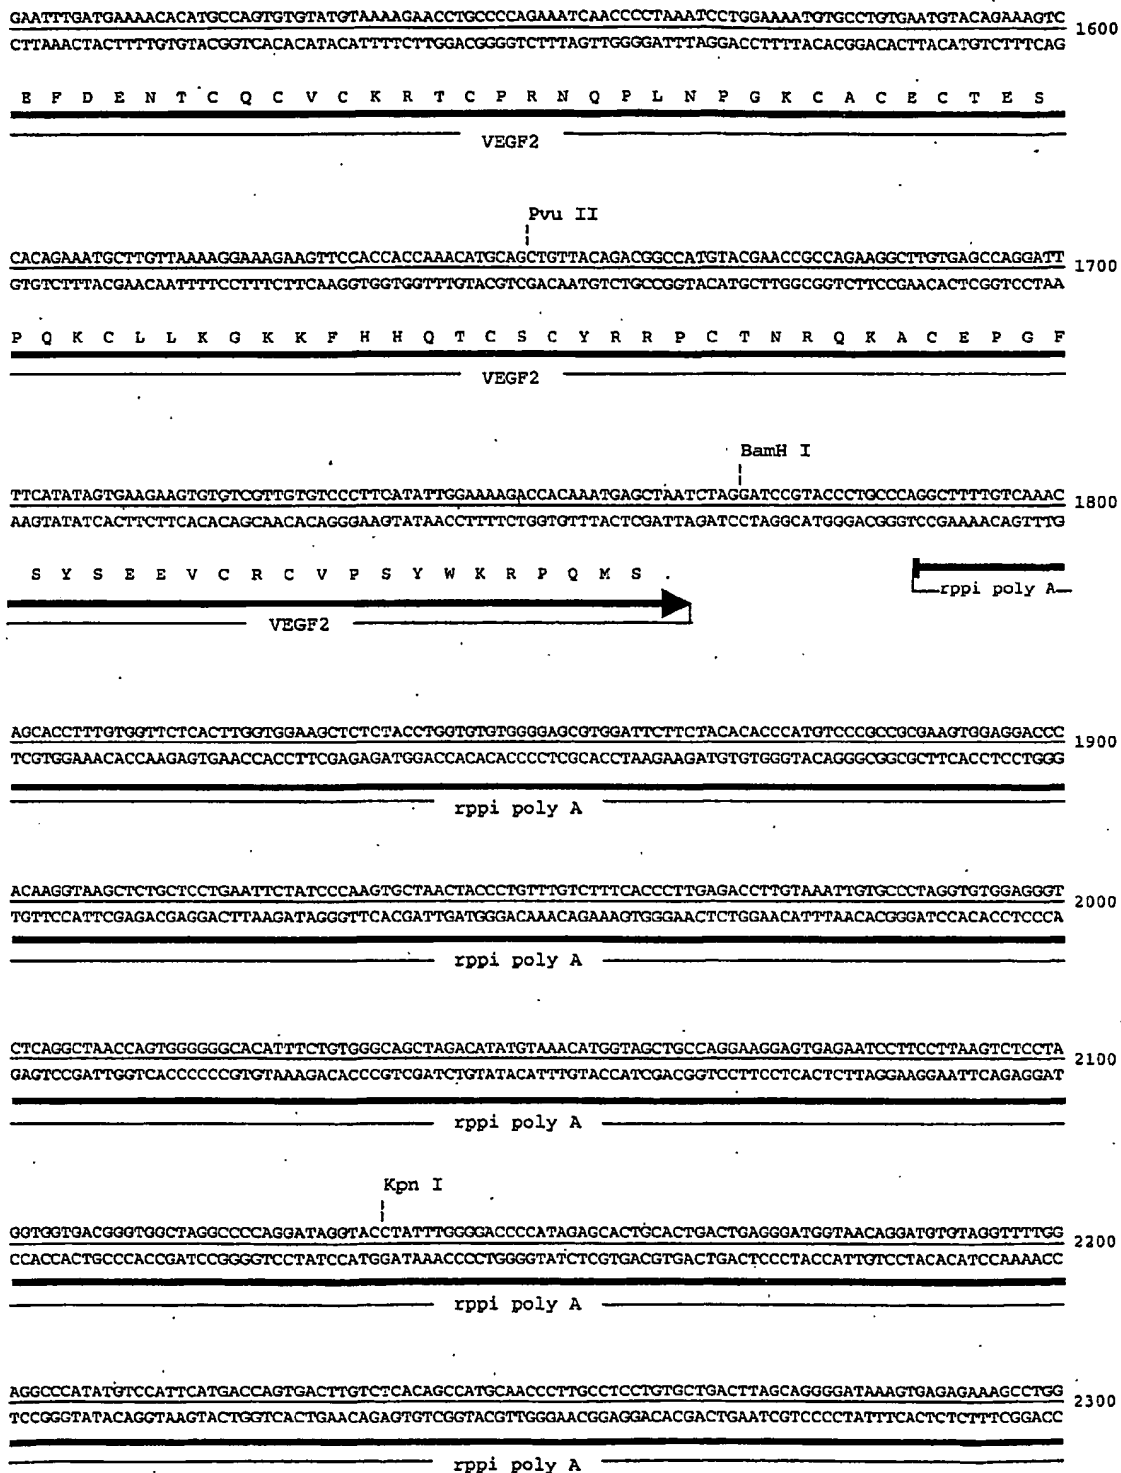 GAATTTGATGAAAACACATGCCAGTGTGTATGTAAAAGAACCTGCCCCAGAAATCAACCCCTAAATCCTGGAAAATGTGCCTGTGAATGTACAGAAAGTC
1600
CTTAAACTACTTTTGTGTACGGTCACACATACATTTTCTTGGACGGGGTCTTTAGTTGGGGATTTAGGACCTTTTACACGGACACTTACATGTCTTTCAG
E F D E N T C Q C V C K R T C P R N Q P L N P G K C A C E C T E S
VEGF2
Pvu II
CACAGAAATGCTTGTTAAAAGGAAAGAAGTTCCACCACCAAACATGCAGCTGTTACAGACGGCCATGTACGAACCGCCAGAAGGCTTGTGAGCCAGGATT
1700
GTGTCTTTACGAACAATTTTCCTTTCTTCAAGGTGGTGGTTTGTACGTCGACAATGTCTGCCGGTACATGCTTGGCGGTCTTCCGAACACTCGGTCCTAA
P Q K C L L K G K K F H H Q T C S C Y R R P C T N R Q K A C E P G F
VEGF2
BamH I
TTCATATAGTGAAGAAGTGTGTCGTTGTGTCCCTTCATATTGGAAAAGACCACAAATGAGCTAATCTAGGATCCGTACCCTGCCCAGGCTTTTGTCAAAC
1800
AAGTATATCACTTCTTCACACAGCAACACAGGGAAGTATAACCTTTTCTGGTGTTTACTCGATTAGATCCTAGGCATGGGACGGGTCCGAAAACAGTTTG
S Y S E E V C R C V P S Y W K R P Q M S .
rppi poly A
VEGF2
AGCACCTTTGTGGTTCTCACTTGGTGGAAGCTCTCTACCTGGTGTGTGGGGAGCGTGGATTCTTCTACACACCCATGTCCCGCCGCGAAGTGGAGGACCC
1900
TCGTGGAAACACCAAGAGTGAACCACCTTCGAGAGATGGACCACACACCCCTCGCACCTAAGAAGATGTGTGGGTACAGGGCGGCGCTTCACCTCCTGGG
rppi poly A
ACAAGGTAAGCTCTGCTCCTGAATTCTATCCCAAGTGCTAACTACCCTGTTTGTCTTTCACCCTTGAGACCTTGTAAATTGTGCCCTAGGTGTGGAGGGT
2000
TGTTCCATTCGAGACGAGGACTTAAGATAGGGTTCACGATTGATGGGACAAACAGAAAGTGGGAACTCTGGAACATTTAACACGGGATCCACACCTCCCA
rppi poly A
CTCAGGCTAACCAGTGGGGGGCACATTTCTGTGGGCAGCTAGACATATGTAAACATGGTAGCTGCCAGGAAGGAGTGAGAATCCTTCCTTAAGTCTCCTA
2100
GAGTCCGATTGGTCACCCCCCGTGTAAAGACACCCGTCGATCTGTATACATTTGTACCATCGACGGTCCTTCCTCACTCTTAGGAAGGAATTCAGAGGAT
rppi poly A
Kpn I
GGTGGTGACGGGTGGCTAGGCCCCAGGATAGGTACCTATTTGGGGACCCCATAGAGCACTGCACTGACTGAGGGATGGTAACAGGATGTGTAGGTTTTGG
2200
CCACCACTGCCCACCGATCCGGGGTCCTATCCATGGATAAACCCCTGGGGTATCTCGTGACGTGACTGACTCCCTACCATTGTCCTACACATCCAAAACC
rppi poly A
AGGCCCATATGTCCATTCATGACCAGTGACTTGTCTCACAGCCATGCAACCCTTGCCTCCTGTGCTGACTTAGCAGGGGATAAAGTGAGAGAAAGCCTGG
2300
TCCGGGTATACAGGTAAGTACTGGTCACTGAACAGAGTGTCGGTACGTTGGGAACGGAGGACACGACTGAATCGTCCCCTATTTCACTCTCTTTCGGACC
rppi poly A